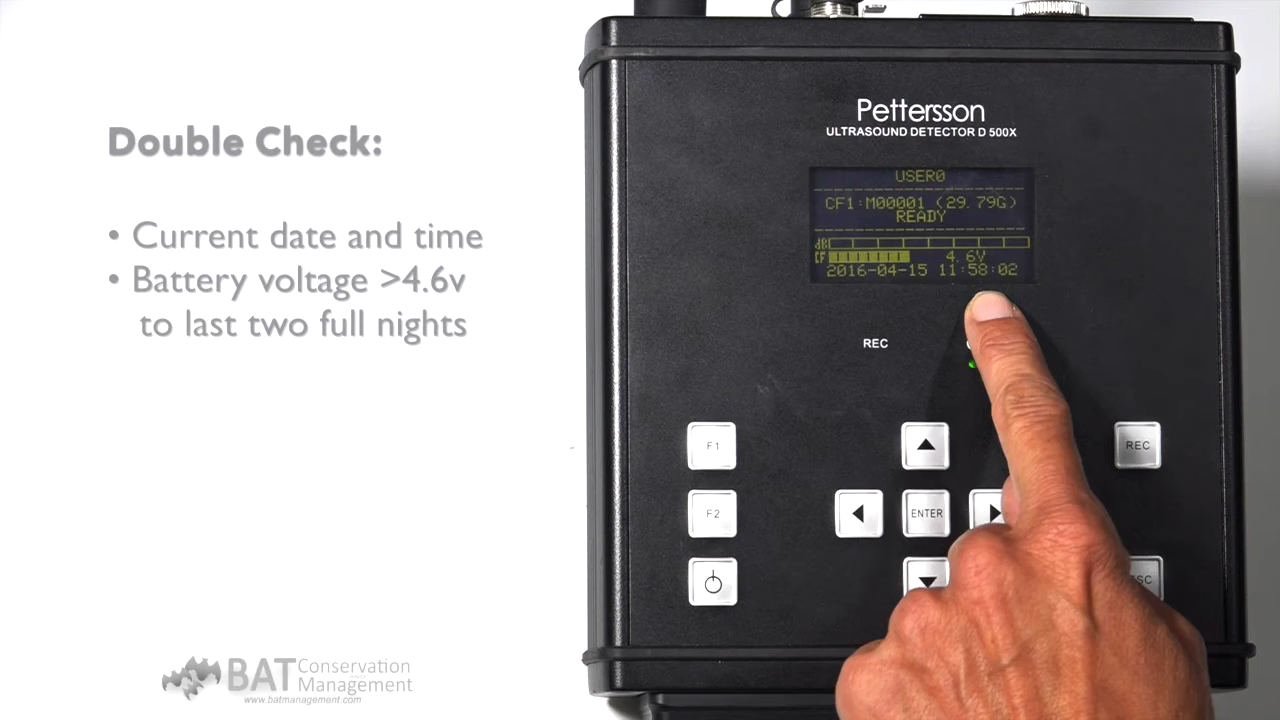 Double Check:
• Current date and time
• Battery voltage >4.6v
to last two full nights
BAT Conservation
Management
www.batmanagement.com
Pettersson
ULTRASOUND DETECTOR D 500X
USER0
CF1:M00001 (29.79G)
READY
dB
CF 4.6V
2016-04-15 11:58:02
REC
F1
REC
F2
ENTER